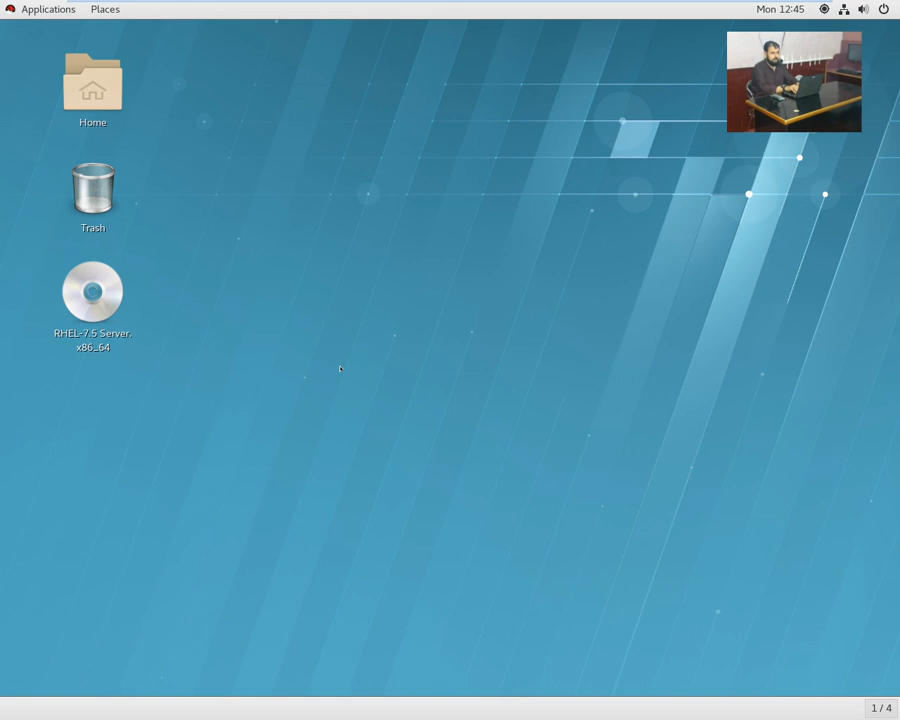 Applications Places Mon 12:45
Home
Trash
RHEL-7.5 Server.
x86_64
1 / 4